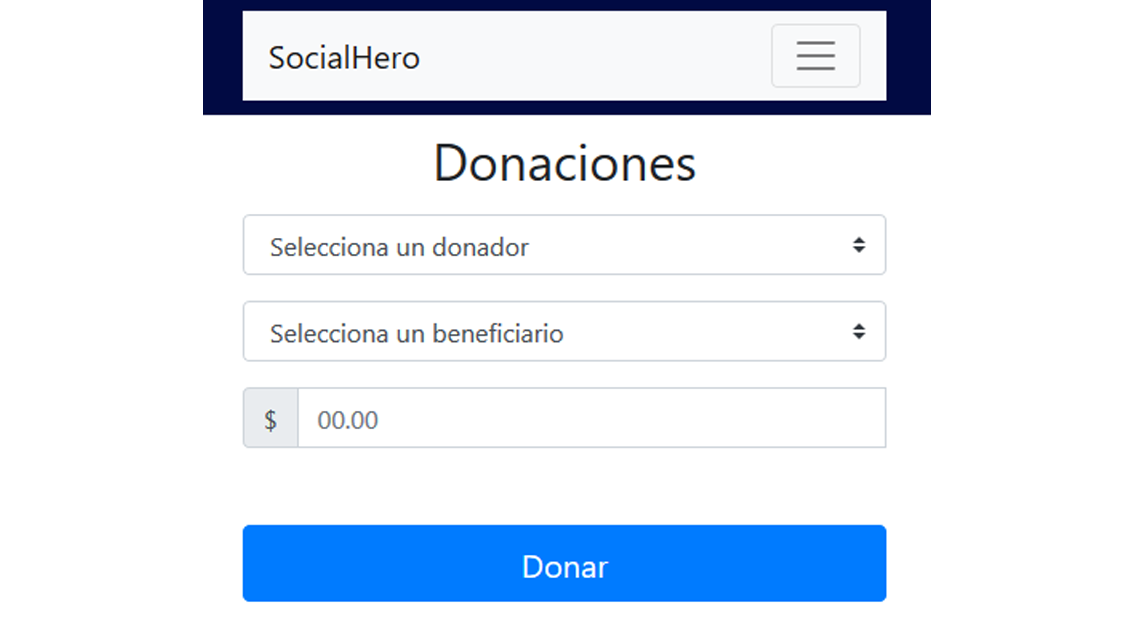 SocialHero
Donaciones
Selecciona un donador
Selecciona un beneficiario
$ 00.00
Donar